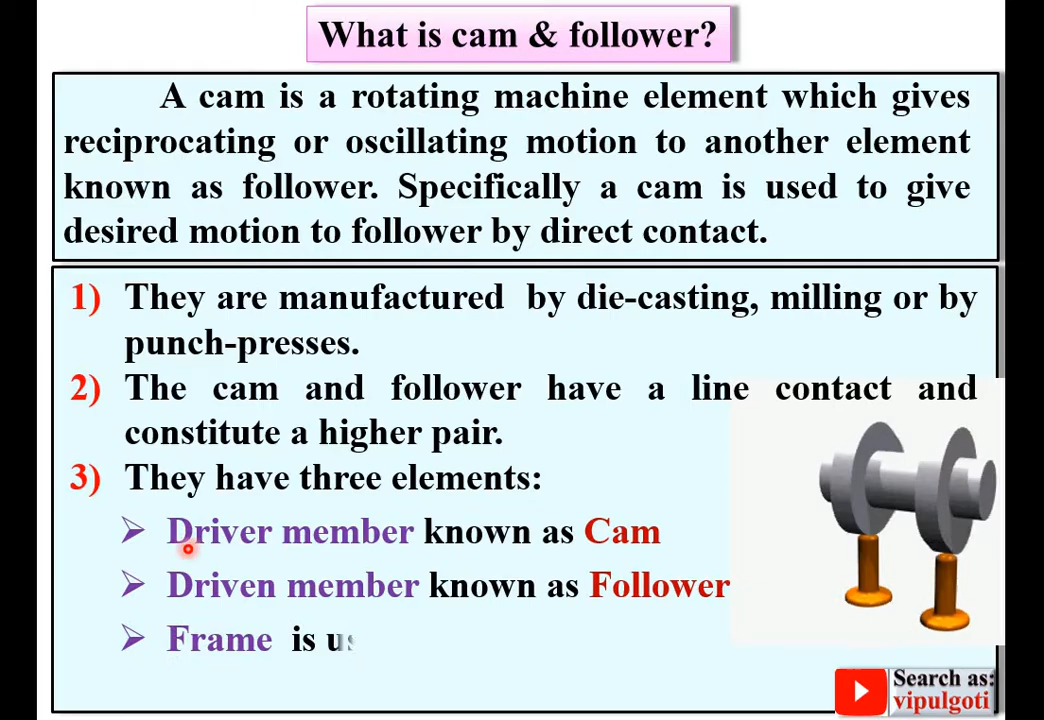 What is cam & follower?
A cam is a rotating machine element which gives
reciprocating or oscillating motion to another element
known as follower. Specifically a cam is used to give
desired motion to follower by direct contact.
1) They are manufactured by die-casting, milling or by
punch-presses.
2) The cam and follower have a line contact and
constitute a higher pair.
3) They have three elements:
➢ Driver member known as Cam
➢ Driven member known as Follower
➢ Frame is us
Search as:
vipulgoti